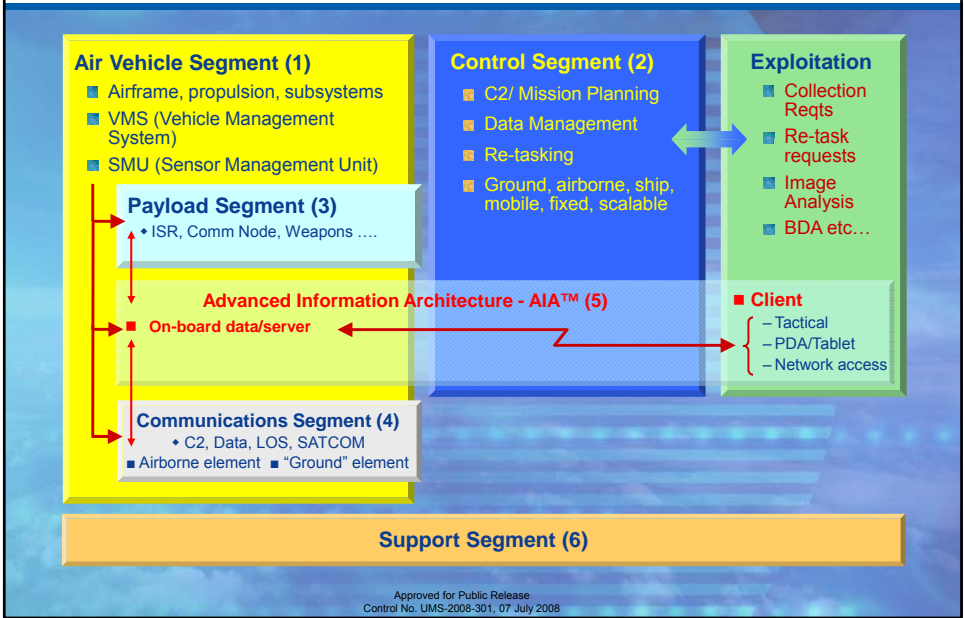 Air Vehicle Segment (1)
■ Airframe, propulsion, subsystems
■ VMS (Vehicle Management
System)
■ SMU (Sensor Management Unit)
Payload Segment (3)
◆ ISR, Comm Node, Weapons ....
Control Segment (2)
■ C2/ Mission Planning
■ Data Management
■ Re-tasking
■ Ground, airborne, ship,
mobile, fixed, scalable
Exploitation
■ Collection
Reqts
■ Re-task
requests
■ Image
Analysis
■ BDA etc...
Advanced Information Architecture - AIA™ (5)
■ On-board data/server
■ Client
– Tactical
– PDA/Tablet
– Network access
Communications Segment (4)
◆ C2, Data, LOS, SATCOM
■ Airborne element ■ “Ground” element
Support Segment (6)
Approved for Public Release
Control No. UMS-2008-301, 07 July 2008